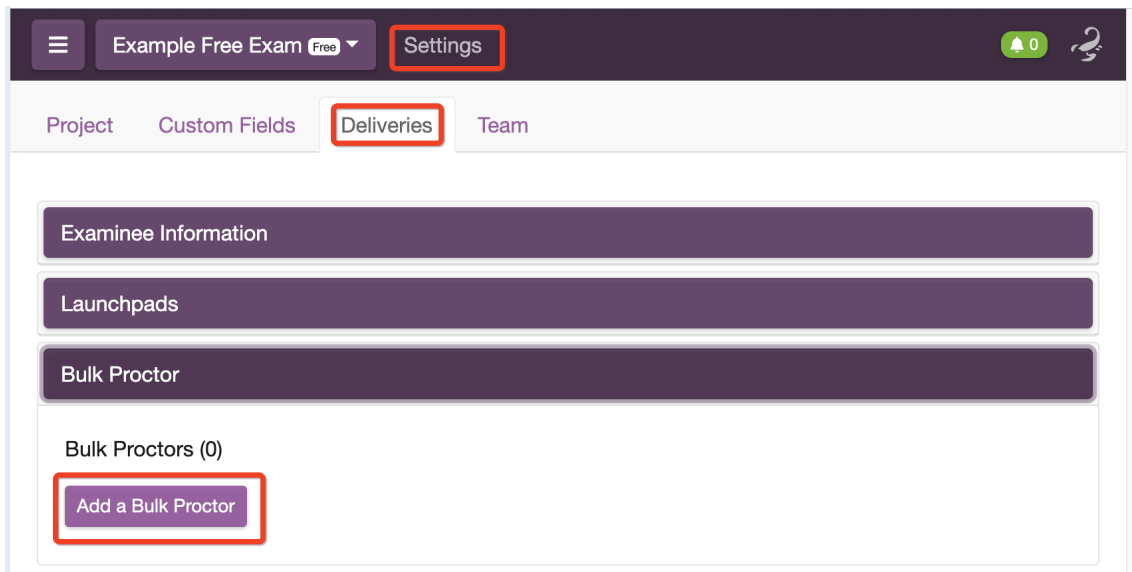 Example Free Exam Free Settings 0
Project Custom Fields Deliveries Team
Examinee Information
Launchpads
Bulk Proctor
Bulk Proctors (0)
Add a Bulk Proctor